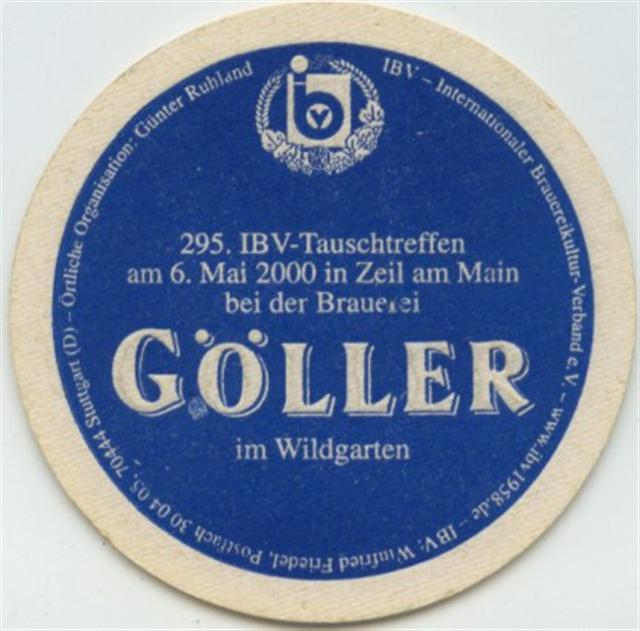 IBV – Internationaler Brauereikultur-Verband e. V. – www.ibv1958.de – IBV: Winfried Friedel, Postfach 30 04 05, 70444 Stuttgart (D) – Örtliche Organisation: Günter Ruhland
ibv
295. IBV-Tauschtreffen
am 6. Mai 2000 in Zeil am Main
bei der Brauerei
GÖLLER
im Wildgarten